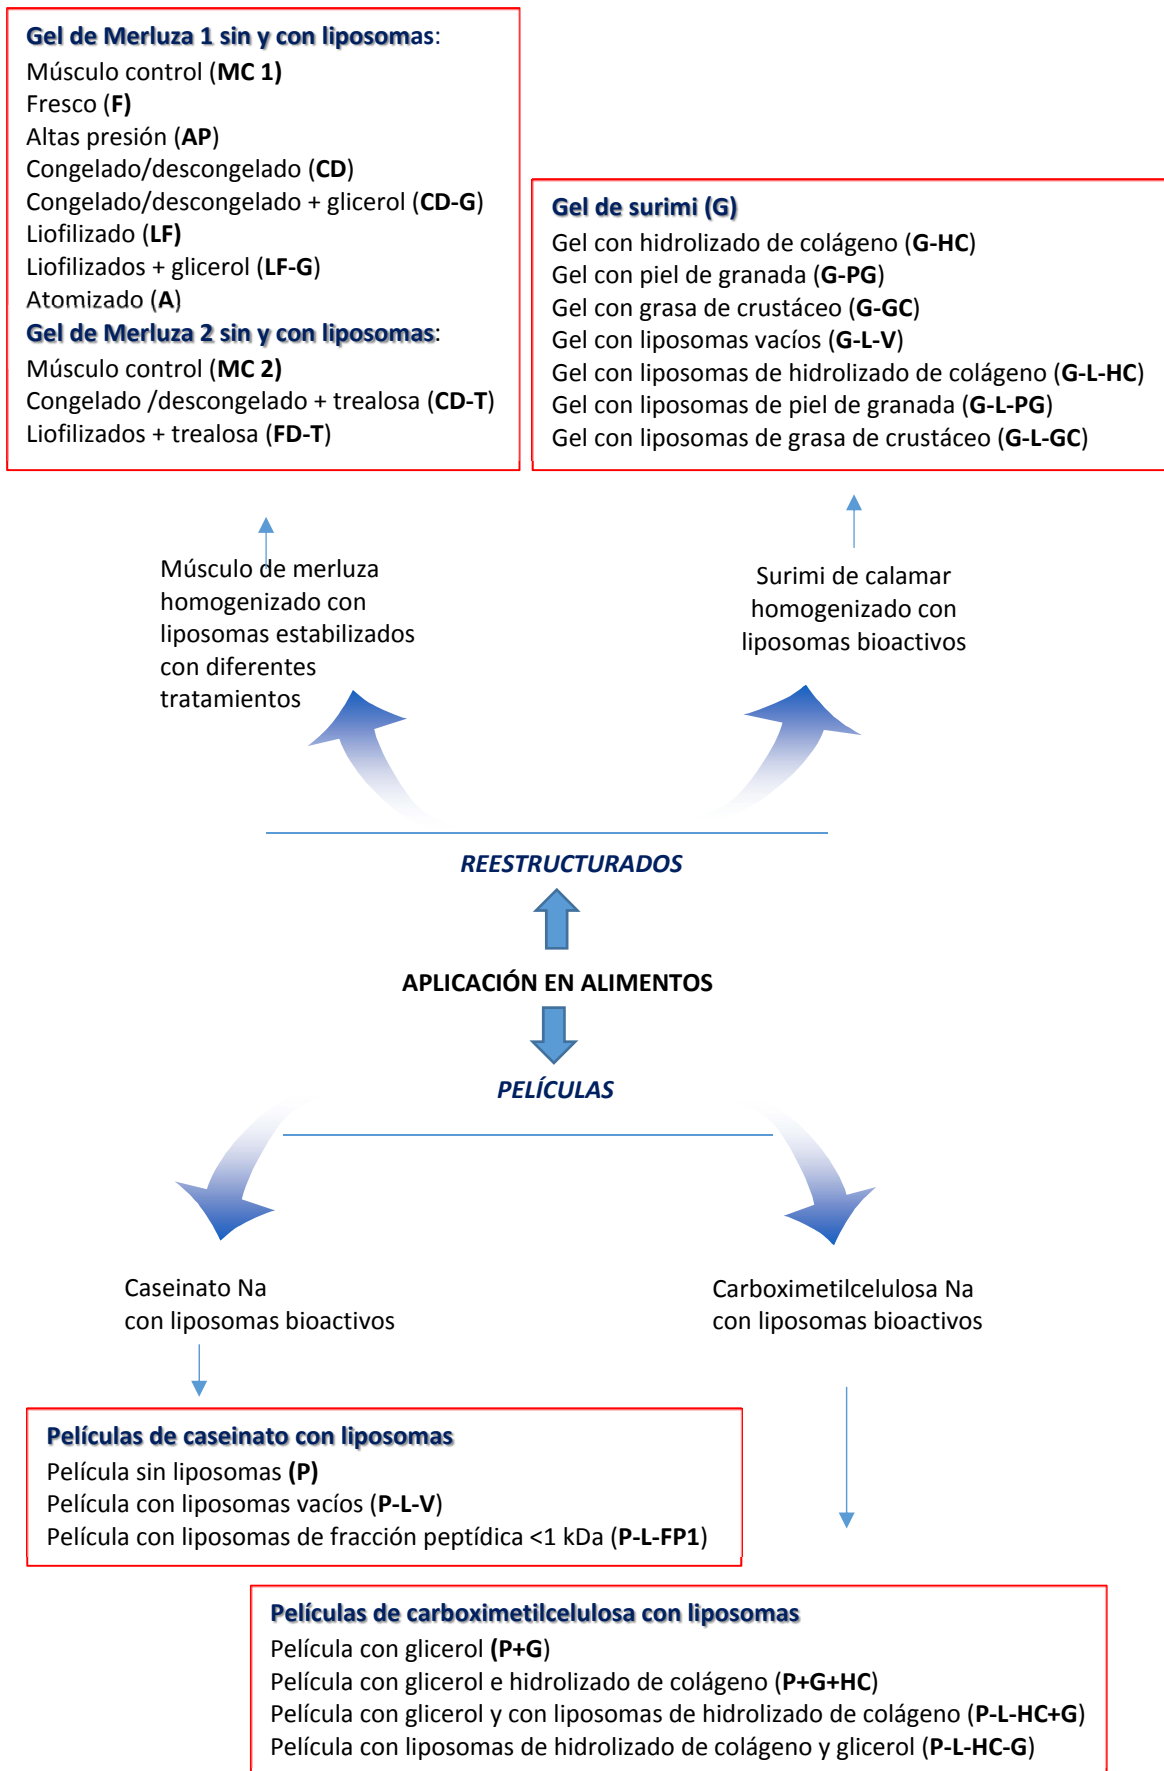 Gel de Merluza 1 sin y con liposomas:
Músculo control (MC 1)
Fresco (F)
Altas presión (AP)
Congelado/descongelado (CD)
Congelado/descongelado + glicerol (CD-G)
Liofilizado (LF)
Liofilizados + glicerol (LF-G)
Atomizado (A)
Gel de Merluza 2 sin y con liposomas:
Músculo control (MC 2)
Congelado /descongelado + trealosa (CD-T)
Liofilizados + trealosa (FD-T)
Gel de surimi (G)
Gel con hidrolizado de colágeno (G-HC)
Gel con piel de granada (G-PG)
Gel con grasa de crustáceo (G-GC)
Gel con liposomas vacíos (G-L-V)
Gel con liposomas de hidrolizado de colágeno (G-L-HC)
Gel con liposomas de piel de granada (G-L-PG)
Gel con liposomas de grasa de crustáceo (G-L-GC)
Músculo de merluza
homogenizado con
liposomas estabilizados
con diferentes
tratamientos
Surimi de calamar
homogenizado con
liposomas bioactivos
REESTRUCTURADOS
APLICACIÓN EN ALIMENTOS
PELÍCULAS
Caseinato Na
con liposomas bioactivos
Carboximetilcelulosa Na
con liposomas bioactivos
Películas de caseinato con liposomas
Película sin liposomas (P)
Película con liposomas vacíos (P-L-V)
Película con liposomas de fracción peptídica <1 kDa (P-L-FP1)
Películas de carboximetilcelulosa con liposomas
Película con glicerol (P+G)
Película con glicerol e hidrolizado de colágeno (P+G+HC)
Película con glicerol y con liposomas de hidrolizado de colágeno (P-L-HC+G)
Película con liposomas de hidrolizado de colágeno y glicerol (P-L-HC-G)